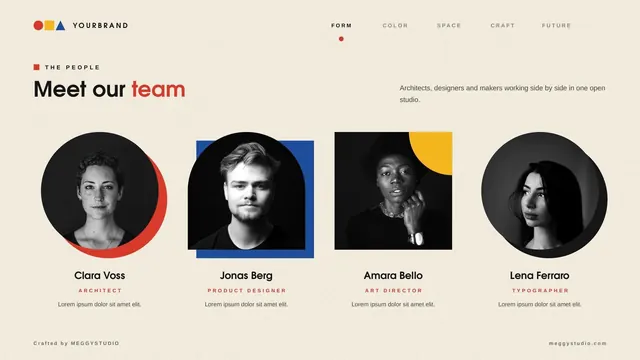 YOURBRAND
FORM COLOR SPACE CRAFT FUTURE
THE PEOPLE
Meet our team
Architects, designers and makers working side by side in one open
studio.
Clara Voss
ARCHITECT
Lorem ipsum dolor sit amet elit.
Jonas Berg
PRODUCT DESIGNER
Lorem ipsum dolor sit amet elit.
Amara Bello
ART DIRECTOR
Lorem ipsum dolor sit amet elit.
Lena Ferraro
TYPOGRAPHER
Lorem ipsum dolor sit amet elit.
Crafted by MEGGYSTUDIO
meggystudio.com